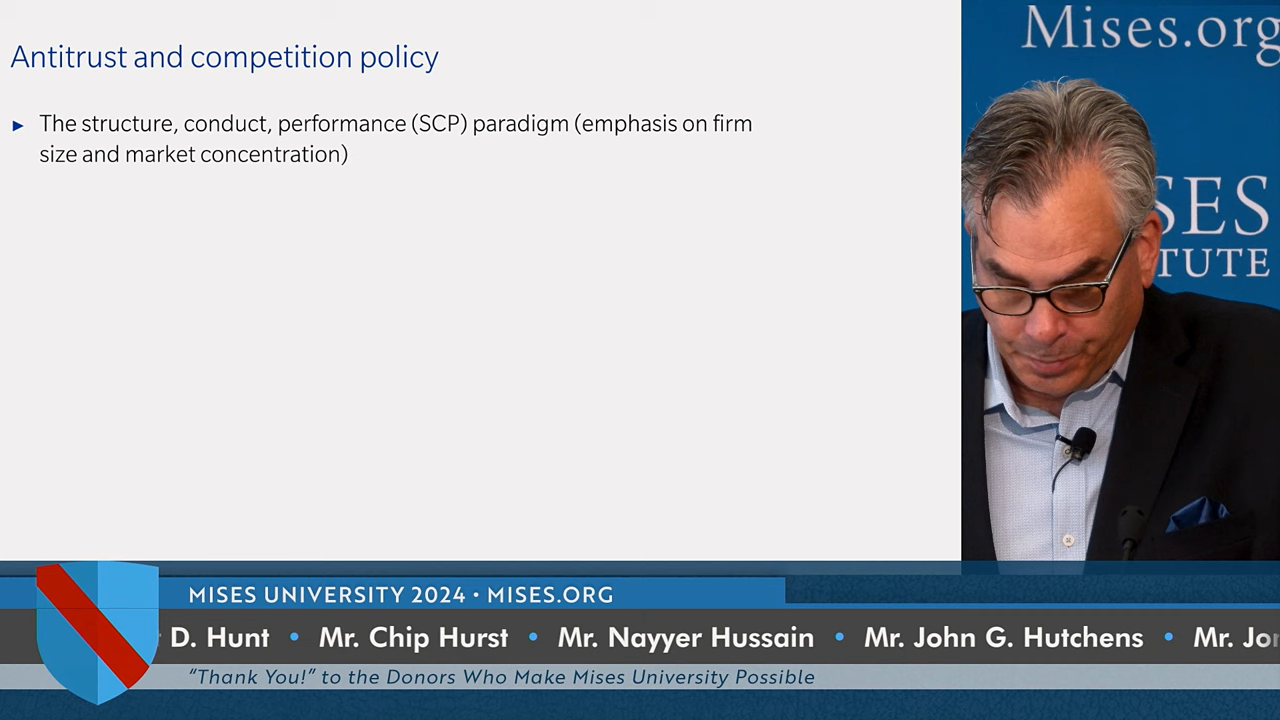 Antitrust and competition policy
► The structure, conduct, performance (SCP) paradigm (emphasis on firm
size and market concentration)
Mises.org
SES
TUTE
MISES UNIVERSITY 2024 • MISES.ORG
D. Hunt • Mr. Chip Hurst • Mr. Nayyer Hussain • Mr. John G. Hutchens • Mr. Jo
“Thank You!” to the Donors Who Make Mises University Possible